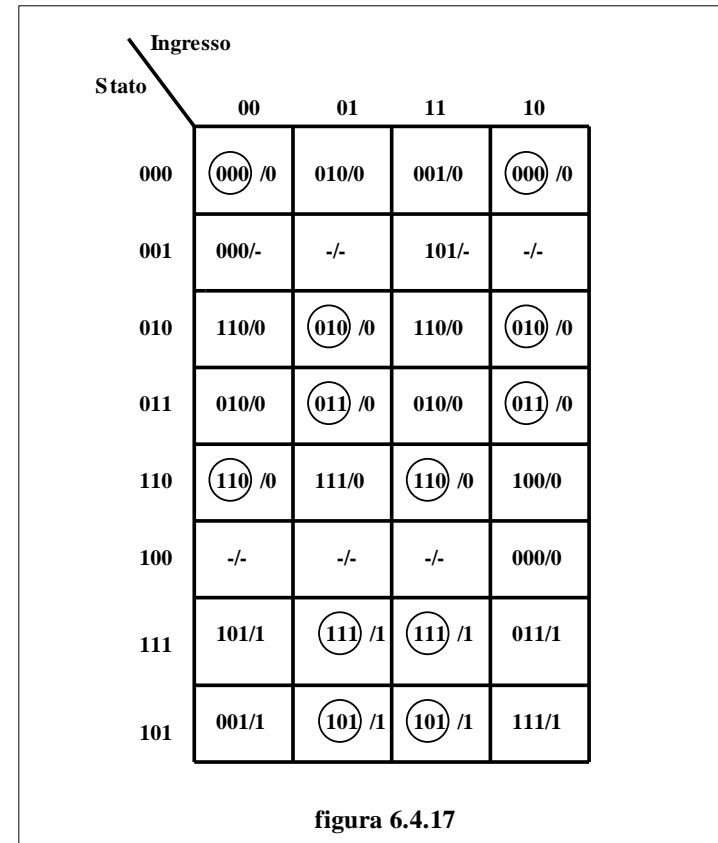 Ingresso
Stato
00 01 11 10
000 000 /0 010/0 001/0 000 /0
001 000/- -/- 101/- -/-
010 110/0 010 /0 110/0 010 /0
011 010/0 011 /0 010/0 011 /0
110 110 /0 111/0 110 /0 100/0
100 -/- -/- -/- 000/0
111 101/1 111 /1 111 /1 011/1
101 001/1 101 /1 101 /1 111/1
figura 6.4.17